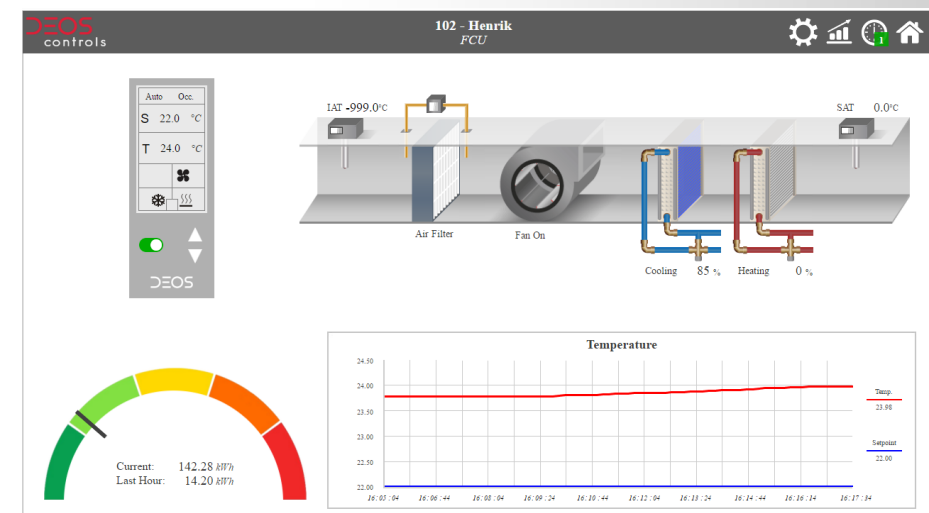 DEOS
controls
102 - Henrik
FCU
1
Auto Occ.
S 22.0 °C
T 24.0 °C
DEOS
IAT -999.0°C
SAT 0.0°C
Air Filter
Fan On
Cooling 85 %
Heating 0 %
Current: 142.28 kWh
Last Hour: 14.20 kWh
Temperature
24.50
24.00
23.50
23.00
22.50
22.00
16:06:44
16:08:04
16:09:24
16:10:44
16:12:04
16:13:24
16:14:44
16:16:14
16:17:34
Temp.
23.98
Setpoint
22.00